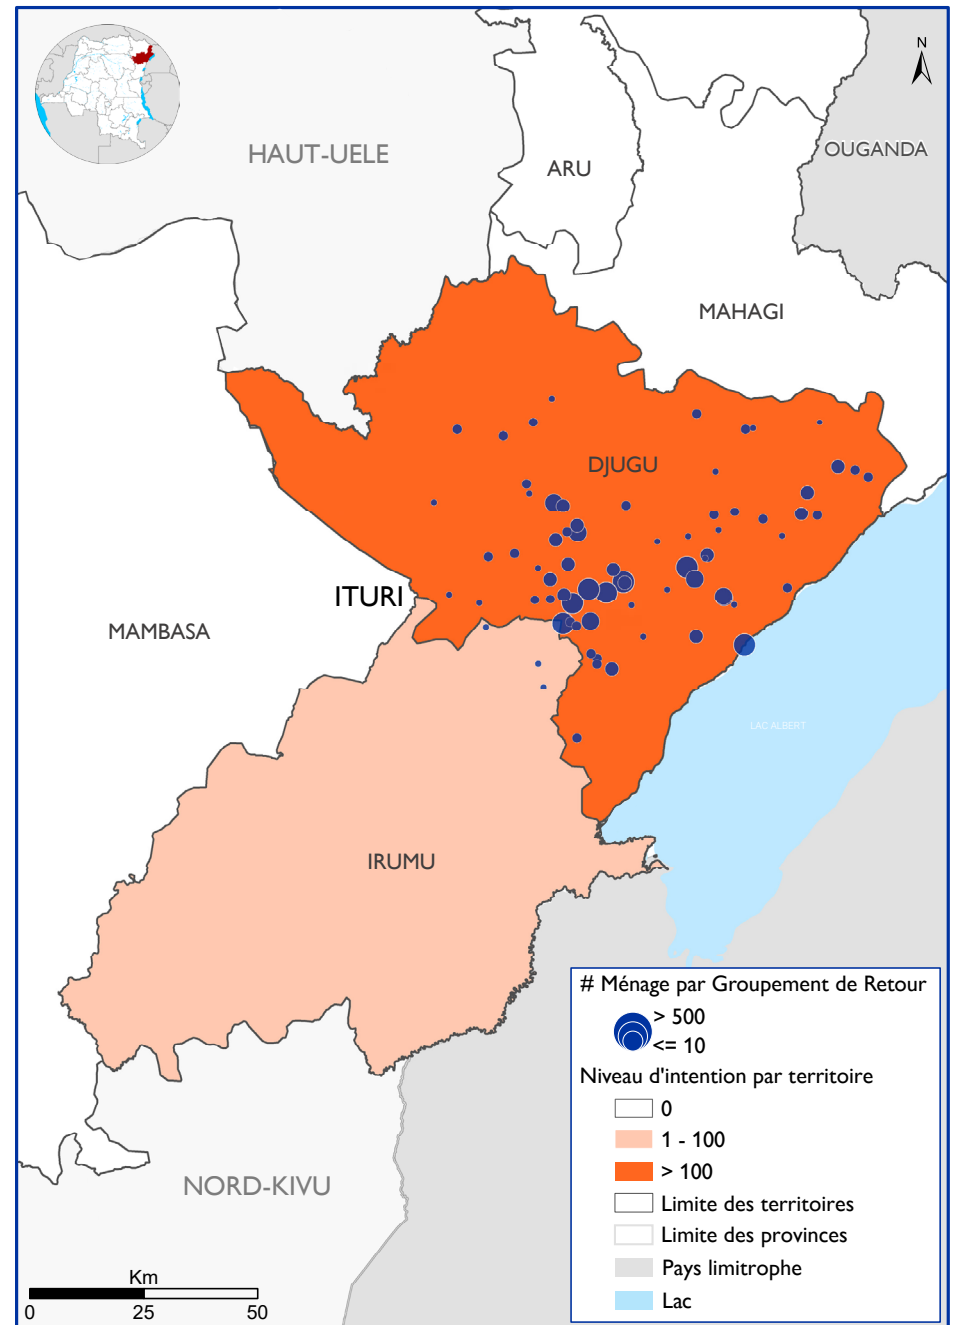 N
HAUT-UELE
ARU
OUGANDA
MAHAGI
DJUGU
ITURI
MAMBASA
LAC ALBERT
IRUMU
NORD-KIVU
# Ménage par Groupement de Retour
> 500
<= 10
Niveau d'intention par territoire
0
1 - 100
> 100
Limite des territoires
Limite des provinces
Pays limitrophe
Lac
Km
0 25 50